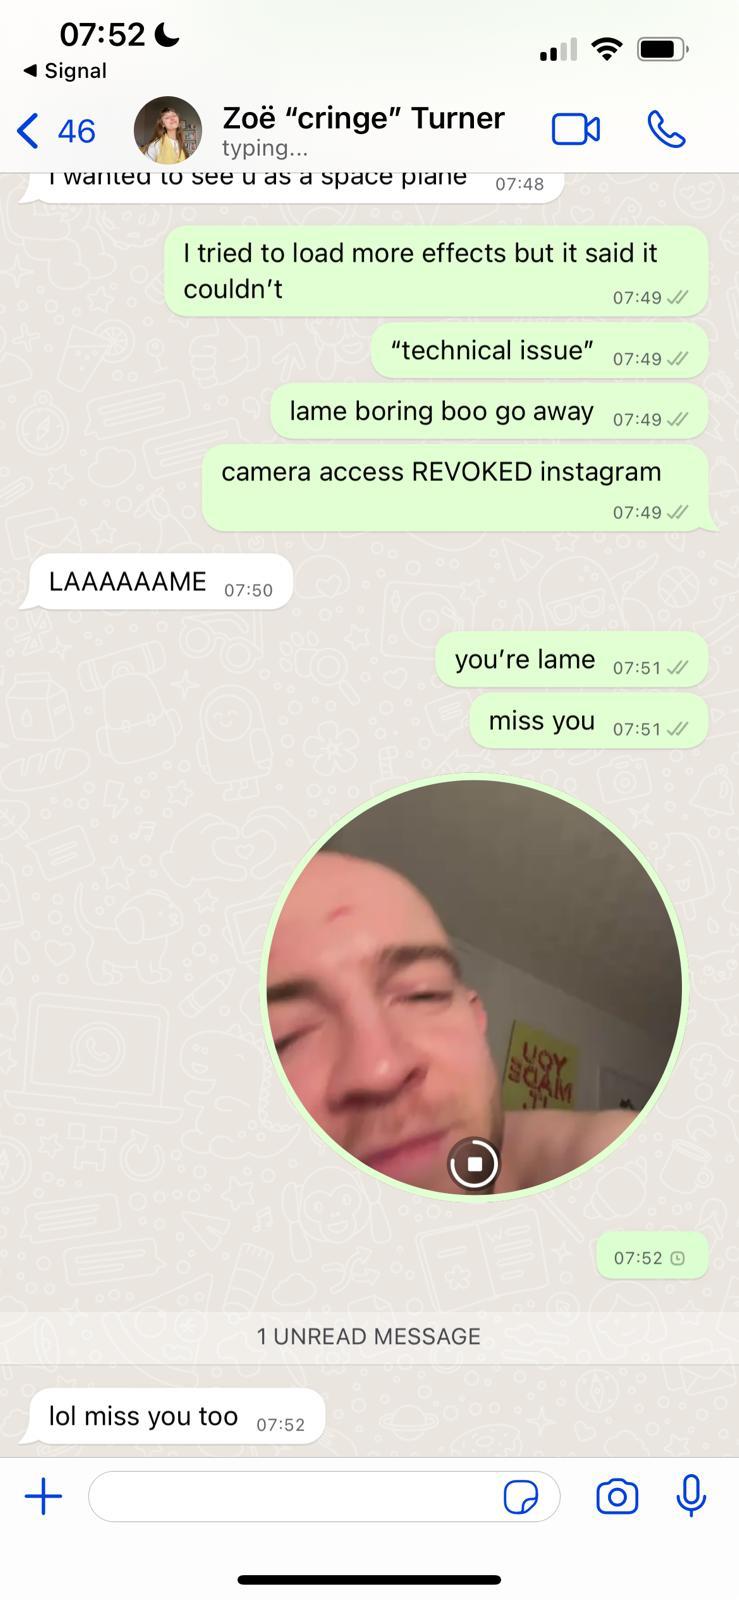 07:52
◀ Signal
46
Zoë “cringe” Turner
typing...
I wanted to see u as a space plane 07:48
I tried to load more effects but it said it
couldn’t 07:49
“technical issue” 07:49
lame boring boo go away 07:49
camera access REVOKED instagram
07:49
LAAAAAAME 07:50
you’re lame 07:51
miss you 07:51
YOU
MADE
IT
07:52
1 UNREAD MESSAGE
lol miss you too 07:52